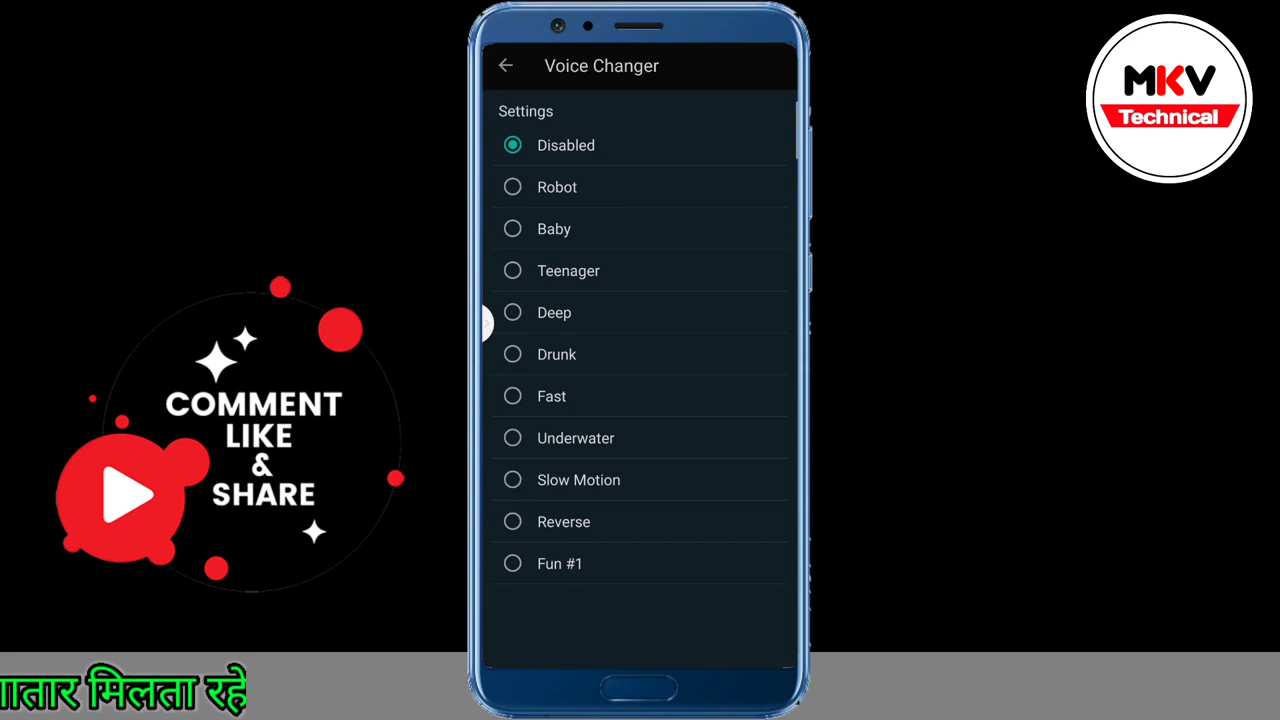 Voice Changer
Settings
Disabled
Robot
Baby
Teenager
Deep
Drunk
Fast
Underwater
Slow Motion
Reverse
Fun #1
MKV
Technical
COMMENT
LIKE
&
SHARE
मिलता रहे